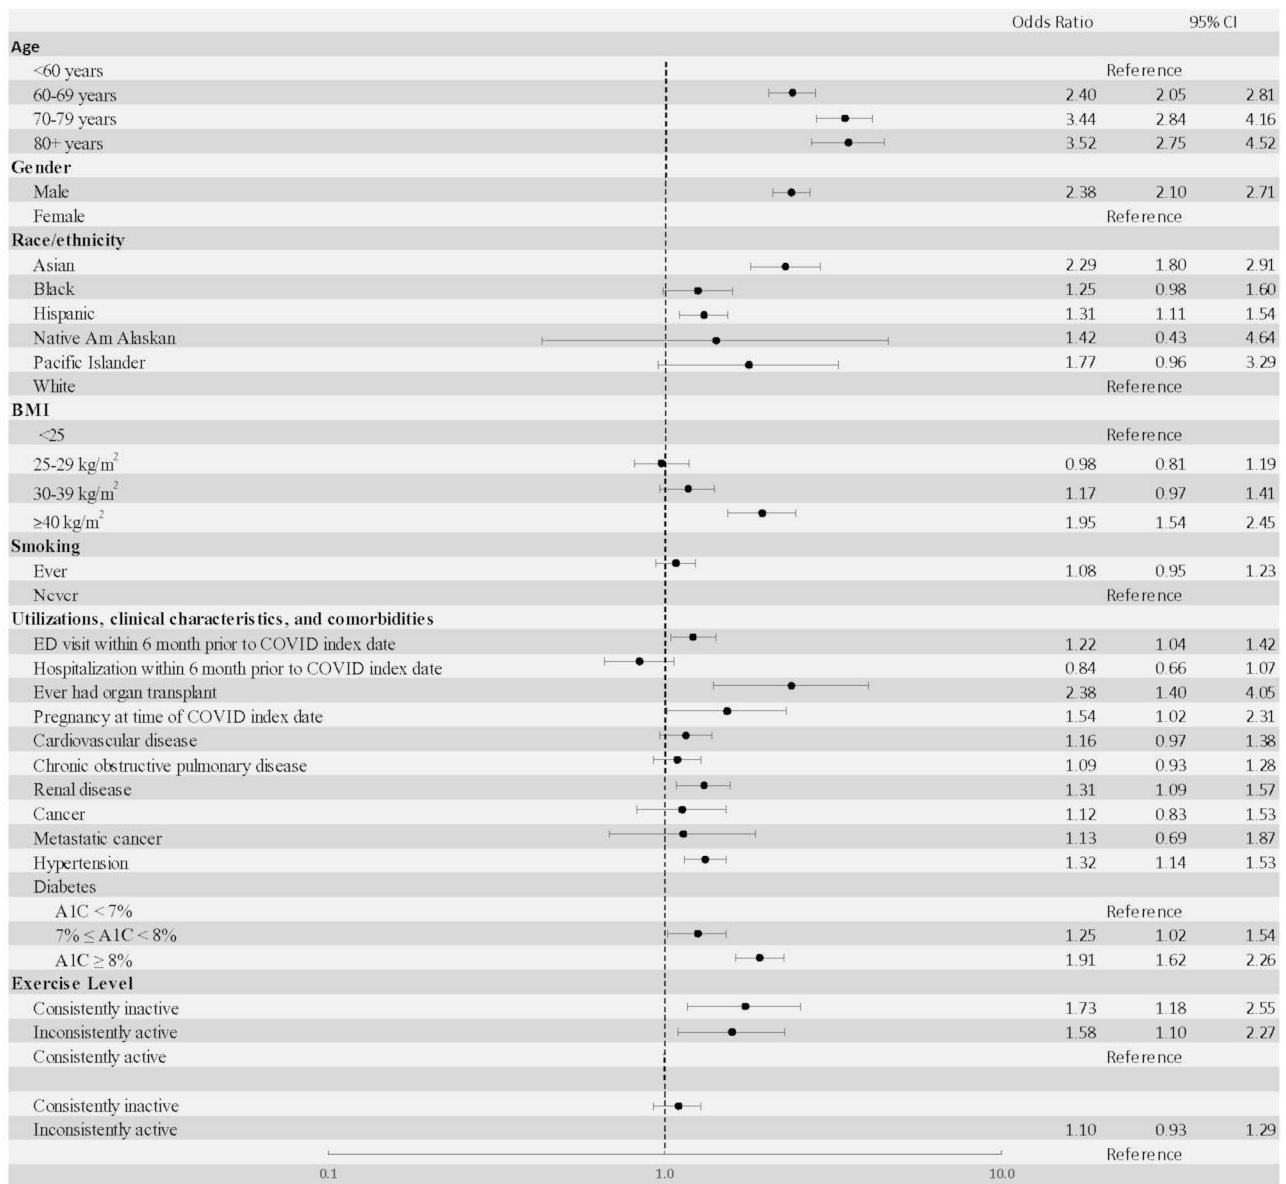 Odds Ratio 95% CI
Age
<60 years Reference
60-69 years 2.40 2.05 2.81
70-79 years 3.44 2.84 4.16
80+ years 3.52 2.75 4.52
Gender
Male 2.38 2.10 2.71
Female Reference
Race/ethnicity
Asian 2.29 1.80 2.91
Black 1.25 0.98 1.60
Hispanic 1.31 1.11 1.54
Native Am Alaskan 1.42 0.43 4.64
Pacific Islander 1.77 0.96 3.29
White Reference
BMI
<25 Reference
25-29 kg/m² 0.98 0.81 1.19
30-39 kg/m² 1.17 0.97 1.41
≥40 kg/m² 1.95 1.54 2.45
Smoking
Ever 1.08 0.95 1.23
Never Reference
Utilizations, clinical characteristics, and comorbidities
ED visit within 6 month prior to COVID index date 1.22 1.04 1.42
Hospitalization within 6 month prior to COVID index date 0.84 0.66 1.07
Ever had organ transplant 2.38 1.40 4.05
Pregnancy at time of COVID index date 1.54 1.02 2.31
Cardiovascular disease 1.16 0.97 1.38
Chronic obstructive pulmonary disease 1.09 0.93 1.28
Renal disease 1.31 1.09 1.57
Cancer 1.12 0.83 1.53
Metastatic cancer 1.13 0.69 1.87
Hypertension 1.32 1.14 1.53
Diabetes
A1C < 7% Reference
7% ≤ A1C < 8% 1.25 1.02 1.54
A1C ≥ 8% 1.91 1.62 2.26
Exercise Level
Consistently inactive 1.73 1.18 2.55
Inconsistently active 1.58 1.10 2.27
Consistently active Reference
Consistently inactive
Inconsistently active 1.10 0.93 1.29
Reference
0.1 1.0 10.0